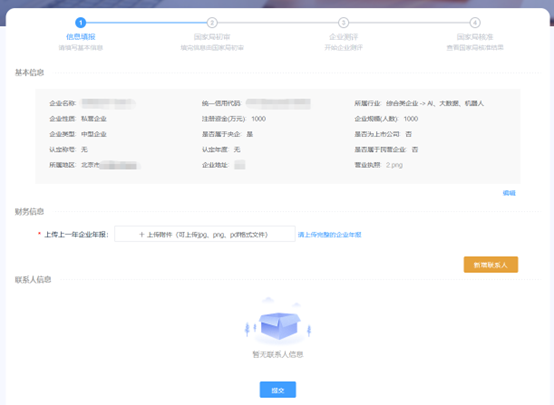 1 2 3 4
信息填报 国家局初审 企业测评 国家局核准
请填写基本信息 提交信息由国家局初审 开始企业测评 查看国家局核准结果
基本信息
企业名称: 统一信用代码: 所属行业: 综合类企业 -> AI、大数据、机器人
企业性质: 私营企业 注册资金(万元): 1000 企业规模(人数): 1000
企业类型: 中型企业 是否属于央企: 是 是否为上市公司: 否
认定称号: 无 认定年度: 无 是否属于民营企业: 否
所属地区: 北京市 企业地址: 营业执照: 2.png
编辑
财务信息
* 上传上一年企业年报: + 上传附件（可上传jpg、png、pdf格式文件） 请上传完整的企业年报
新增联系人
联系人信息
暂无联系人信息
提交